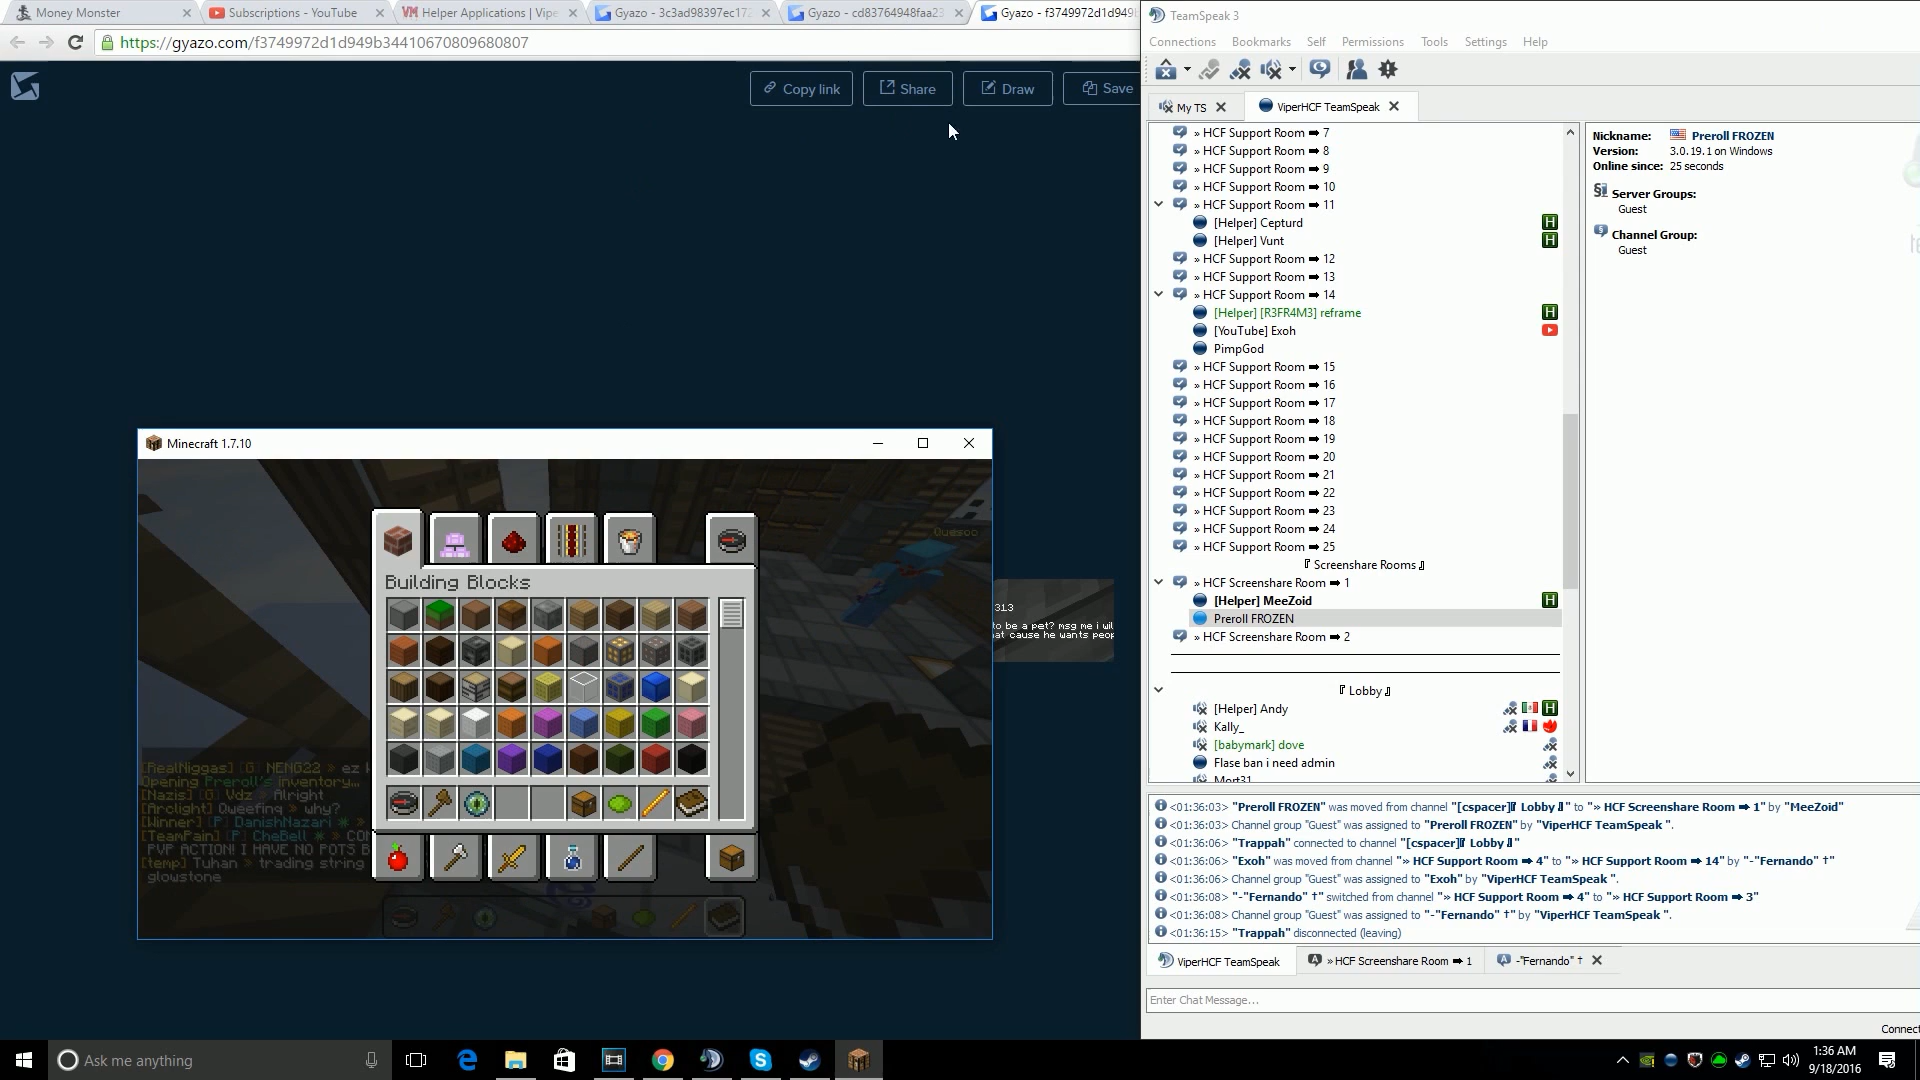 Money Monster
Subscriptions - YouTube
Helper Applications | Vipe
Gyazo - 3c3ad98397ec172
Gyazo - cd83764948faa23
Gyazo - f3749972d1d949b
https://gyazo.com/f3749972d1d949b34410670809680807
Copy link
Share
Draw
Save
Minecraft 1.7.10
Building Blocks
Opening Preroll's inventory...
[Nazis] [G] Vdz » Alright
[Arclight] Oweefinq » why?
[Winner] [P] DanishNazari * »
[TeamPain] [P] CheBell * » CO
PVP ACTION! I HAVE NO POTS B
[temp] Tuhan » trading string
glowstone
313
to be a pet? msg me i wil
at cause he wants peop
TeamSpeak 3
Connections Bookmarks Self Permissions Tools Settings Help
My TS
ViperHCF TeamSpeak
» HCF Support Room ➡ 7
» HCF Support Room ➡ 8
» HCF Support Room ➡ 9
» HCF Support Room ➡ 10
» HCF Support Room ➡ 11
[Helper] Cepturd
[Helper] Vunt
» HCF Support Room ➡ 12
» HCF Support Room ➡ 13
» HCF Support Room ➡ 14
[Helper] [R3FR4M3] reframe
[YouTube] Exoh
PimpGod
» HCF Support Room ➡ 15
» HCF Support Room ➡ 16
» HCF Support Room ➡ 17
» HCF Support Room ➡ 18
» HCF Support Room ➡ 19
» HCF Support Room ➡ 20
» HCF Support Room ➡ 21
» HCF Support Room ➡ 22
» HCF Support Room ➡ 23
» HCF Support Room ➡ 24
» HCF Support Room ➡ 25
『 Screenshare Rooms 』
» HCF Screenshare Room ➡ 1
[Helper] MeeZoid
Preroll FROZEN
» HCF Screenshare Room ➡ 2
『 Lobby 』
[Helper] Andy
Kally_
[babymark] dove
Flase ban i need admin
Mort31
Nickname: Preroll FROZEN
Version: 3.0.19.1 on Windows
Online since: 25 seconds
Server Groups:
Guest
Channel Group:
Guest
<01:36:03> "Preroll FROZEN" was moved from channel "[cspacer]『 Lobby 』" to "» HCF Screenshare Room ➡ 1" by "MeeZoid"
<01:36:03> Channel group "Guest" was assigned to "Preroll FROZEN" by "ViperHCF TeamSpeak ".
<01:36:06> "Trappah" connected to channel "[cspacer]『 Lobby 』"
<01:36:06> "Exoh" was moved from channel "» HCF Support Room ➡ 4" to "» HCF Support Room ➡ 14" by "-"Fernando" †"
<01:36:06> Channel group "Guest" was assigned to "Exoh" by "ViperHCF TeamSpeak ".
<01:36:08> "-"Fernando" †" switched from channel "» HCF Support Room ➡ 4" to "» HCF Support Room ➡ 3"
<01:36:08> Channel group "Guest" was assigned to "-"Fernando" †" by "ViperHCF TeamSpeak ".
<01:36:15> "Trappah" disconnected (leaving)
ViperHCF TeamSpeak
» HCF Screenshare Room ➡ 1
-"Fernando" †
Enter Chat Message...
Connect
Ask me anything
1:36 AM
9/18/2016